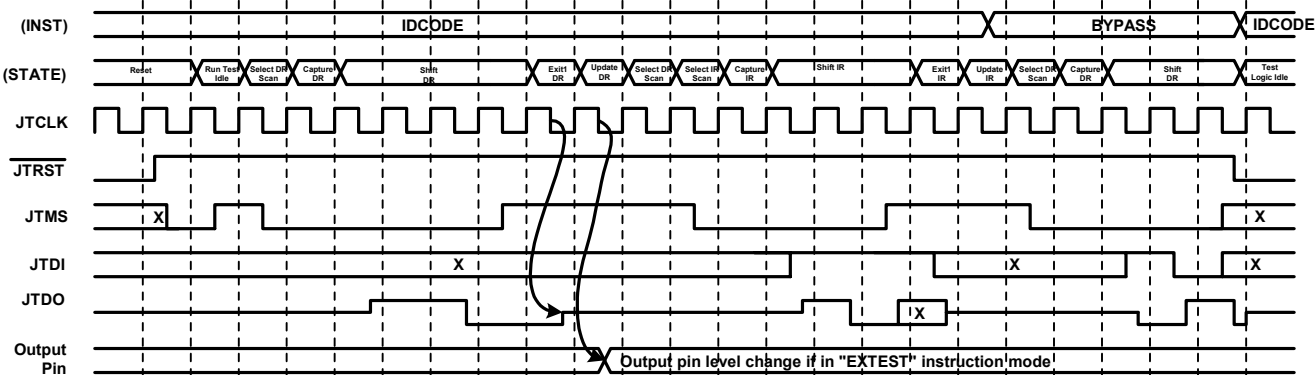 (INST) IDCODE BYPASS IDCODE
(STATE) Reset Run Test Idle Select DR Scan Capture DR Shift DR Exit1 DR Update DR Select DR Scan Select IR Scan Capture IR Shift IR Exit1 IR Update IR Select DR Scan Capture DR Shift DR Test Logic Idle
JTCLK
JTRST
JTMS X X
JTDI X X X
JTDO X
Output
Pin Output pin level change if in "EXTEST" instruction mode